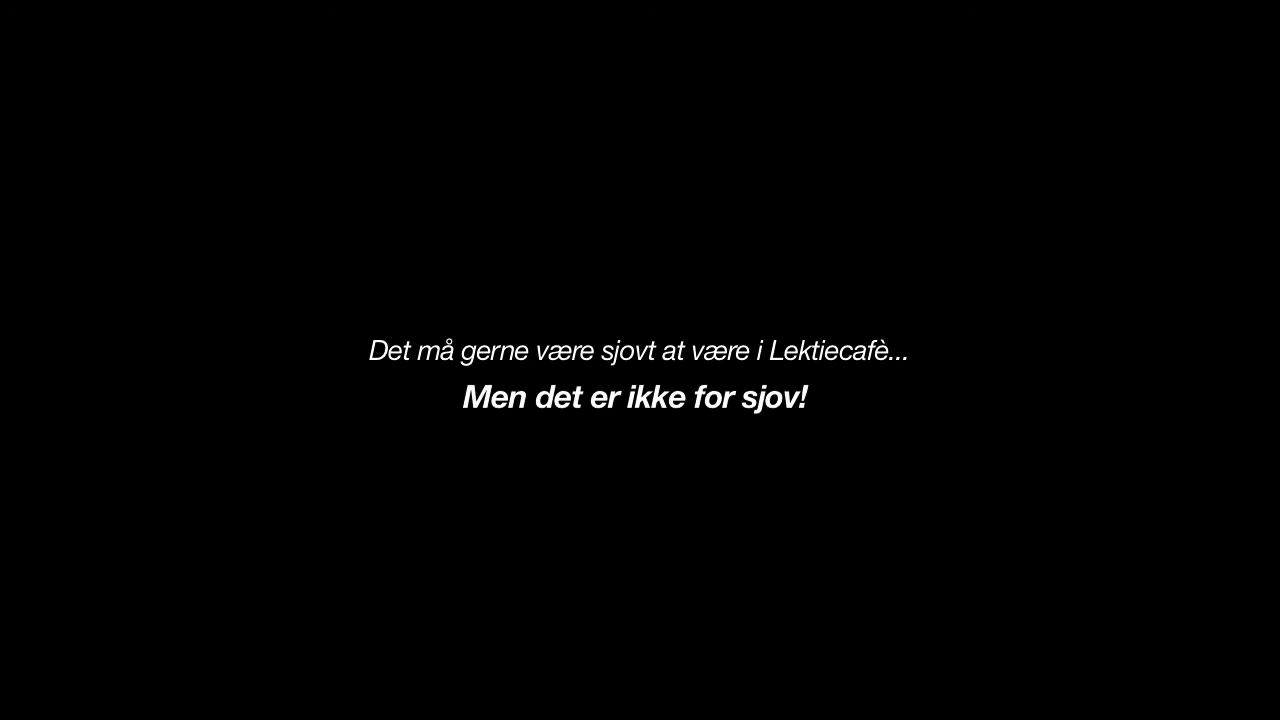 Det må gerne være sjovt at være i Lektiecafè...
Men det er ikke for sjov!